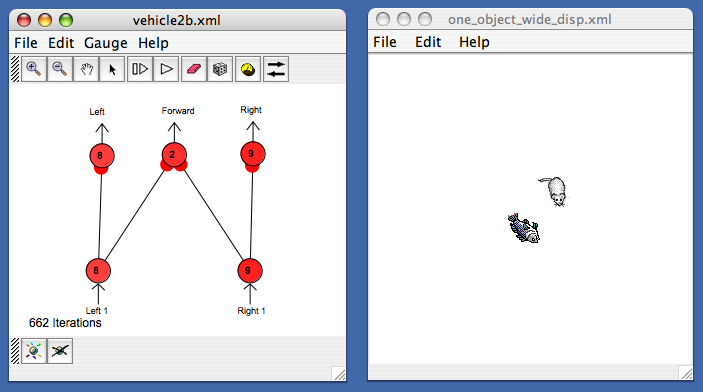 vehicle2b.xml
File Edit Gauge Help
Left Forward Right
8 2 9
8 9
Left 1 Right 1
662 Iterations
one_object_wide_disp.xml
File Edit Help